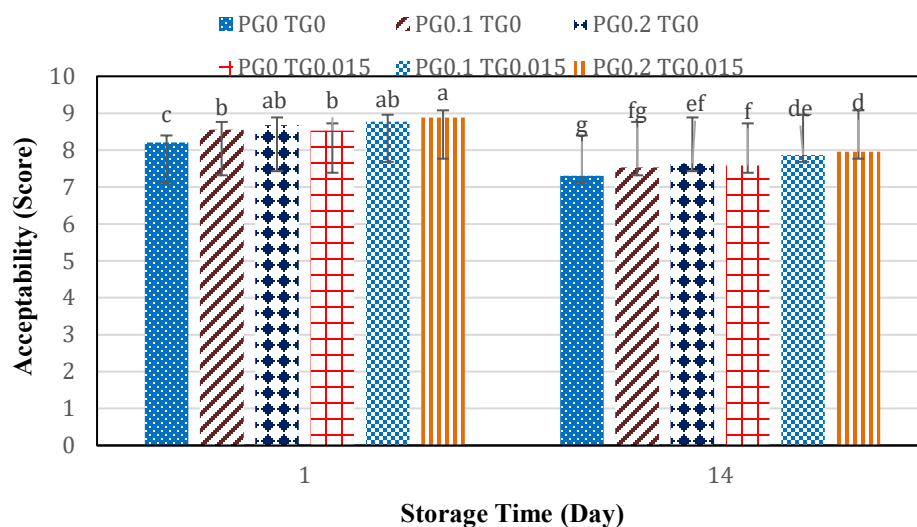 PG0 TG0 PG0.1 TG0 PG0.2 TG0
PG0 TG0.015 PG0.1 TG0.015 PG0.2 TG0.015
10
9
8
7
6
5
4
3
2
1
0
Acceptability (Score)
c b ab b ab a
g fg ef f de d
1 14
Storage Time (Day)